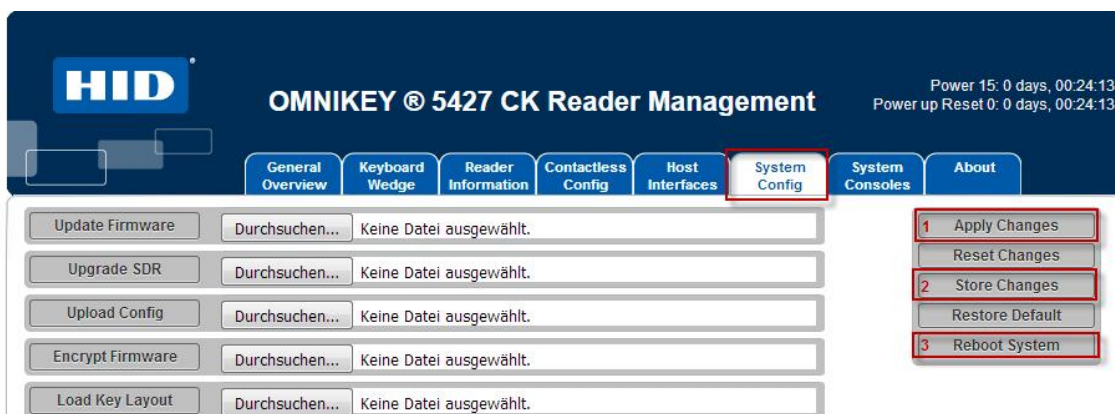 HID
OMNIKEY ® 5427 CK Reader Management
Power 15: 0 days, 00:24:13
Power up Reset 0: 0 days, 00:24:13
General Overview
Keyboard Wedge
Reader Information
Contactless Config
Host Interfaces
System Config
System Consoles
About
Update Firmware Durchsuchen... Keine Datei ausgewählt.
Upgrade SDR Durchsuchen... Keine Datei ausgewählt.
Upload Config Durchsuchen... Keine Datei ausgewählt.
Encrypt Firmware Durchsuchen... Keine Datei ausgewählt.
Load Key Layout Durchsuchen... Keine Datei ausgewählt.
1 Apply Changes
Reset Changes
2 Store Changes
Restore Default
3 Reboot System